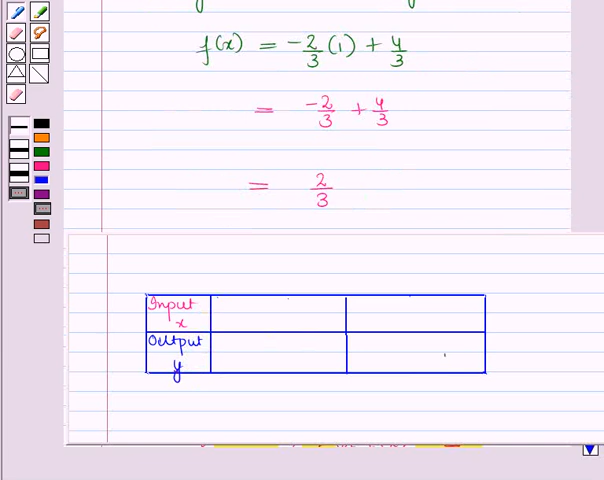 f(x) = -2/3 (1) + 4/3
= -2/3 + 4/3
= 2/3
Input
x
Output
y